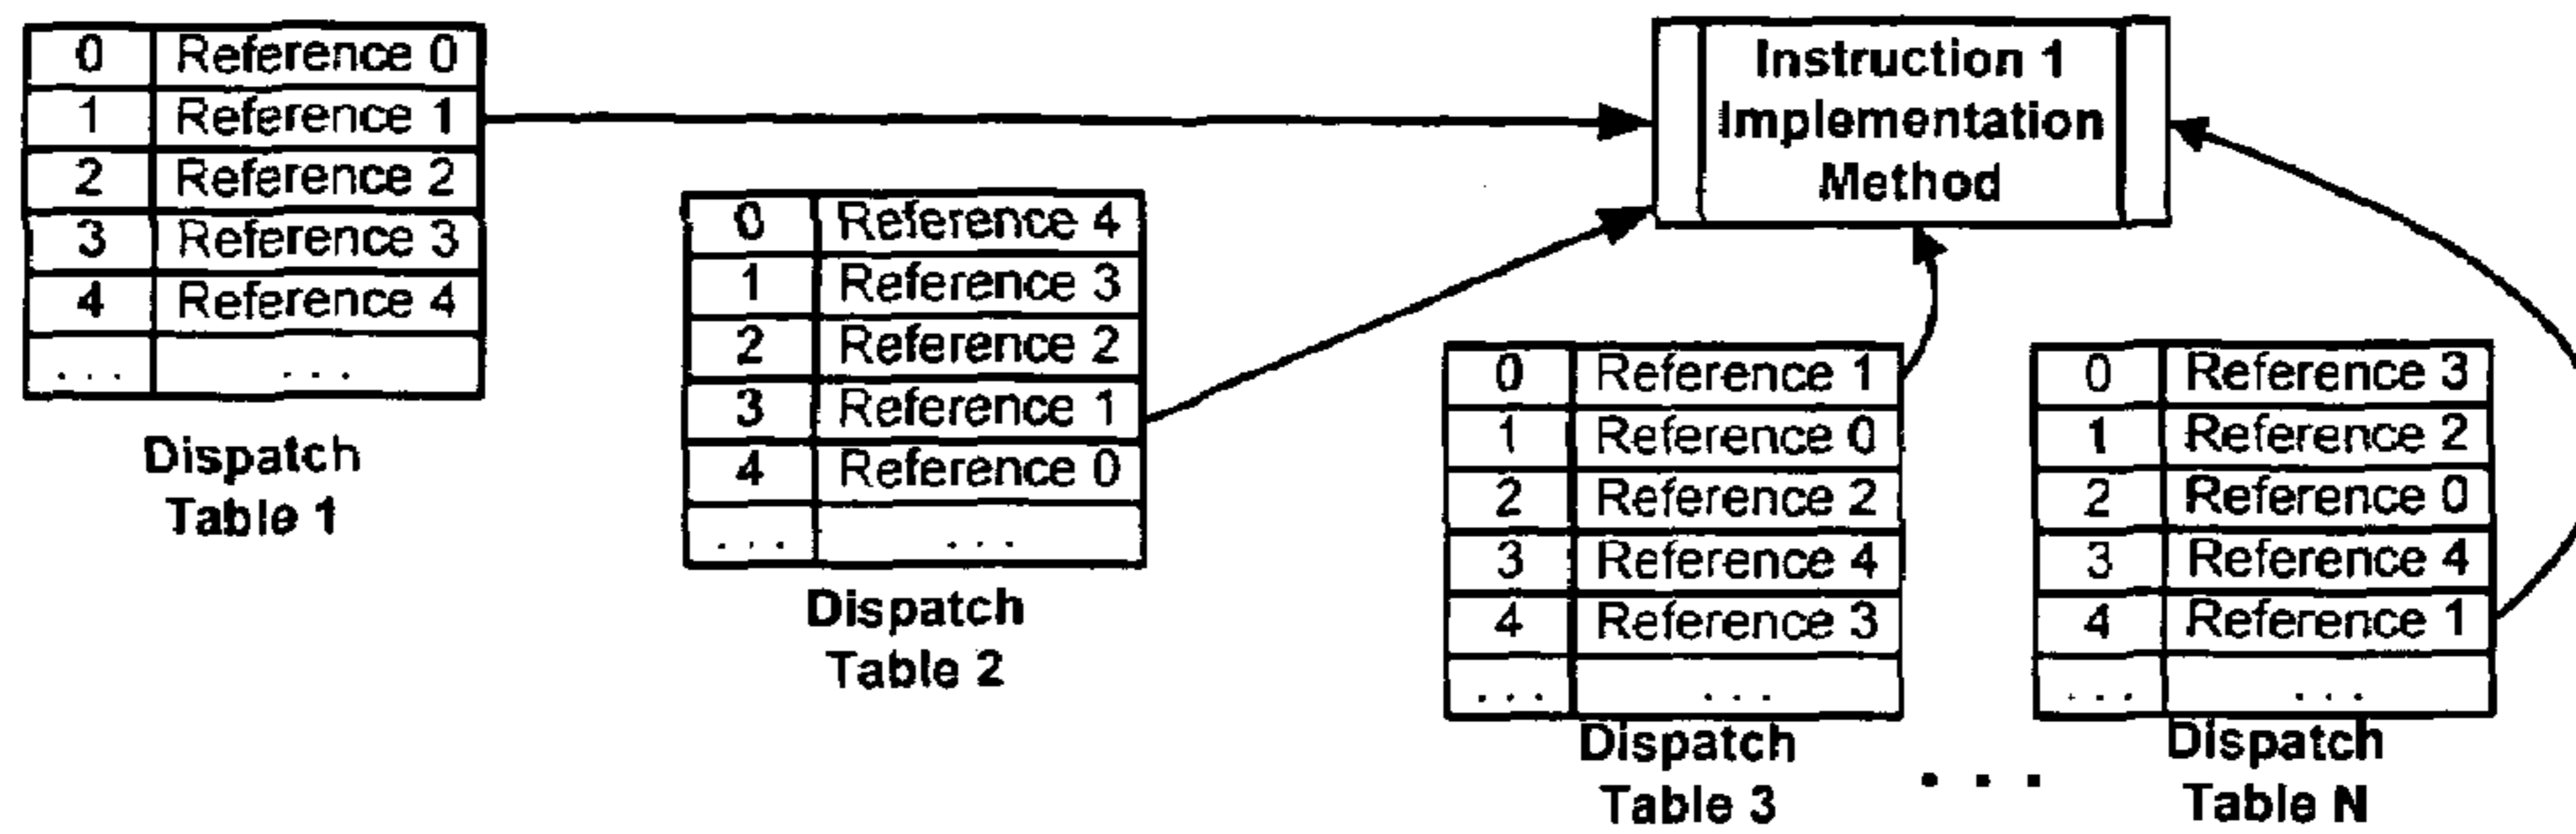 0 Reference 0
1 Reference 1
2 Reference 2
3 Reference 3
4 Reference 4
... ...
Dispatch
Table 1
0 Reference 4
1 Reference 3
2 Reference 2
3 Reference 1
4 Reference 0
... ...
Dispatch
Table 2
Instruction 1
Implementation
Method
0 Reference 1
1 Reference 0
2 Reference 2
3 Reference 4
4 Reference 3
... ...
Dispatch
Table 3
...
0 Reference 3
1 Reference 2
2 Reference 0
3 Reference 4
4 Reference 1
... ...
Dispatch
Table N